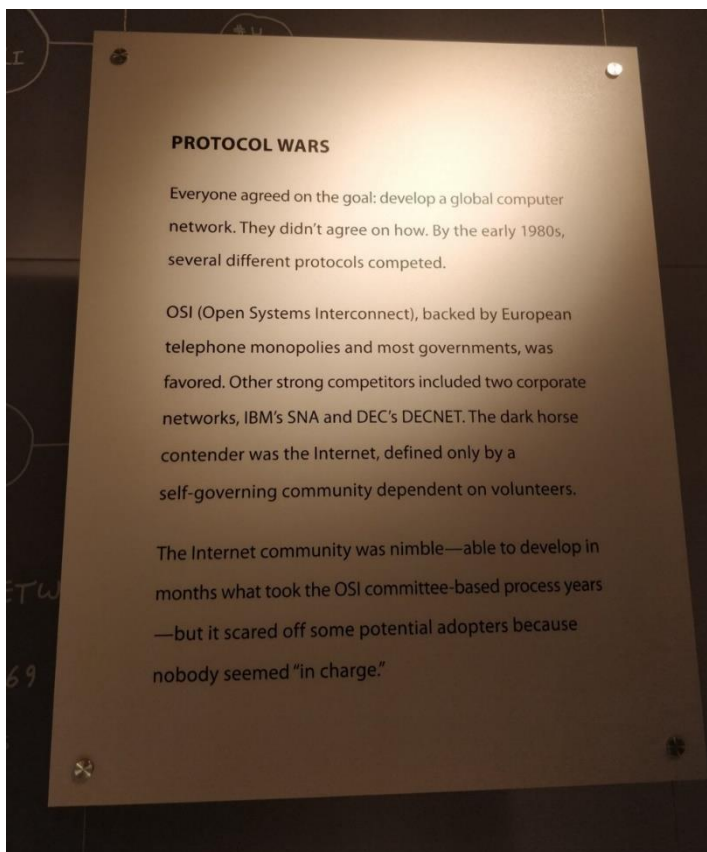 I
#4
PROTOCOL WARS
Everyone agreed on the goal: develop a global computer
network. They didn't agree on how. By the early 1980s,
several different protocols competed.
OSI (Open Systems Interconnect), backed by European
telephone monopolies and most governments, was
favored. Other strong competitors included two corporate
networks, IBM's SNA and DEC's DECNET. The dark horse
contender was the Internet, defined only by a
self-governing community dependent on volunteers.
The Internet community was nimble—able to develop in
months what took the OSI committee-based process years
—but it scared off some potential adopters because
nobody seemed "in charge."
ETW
69